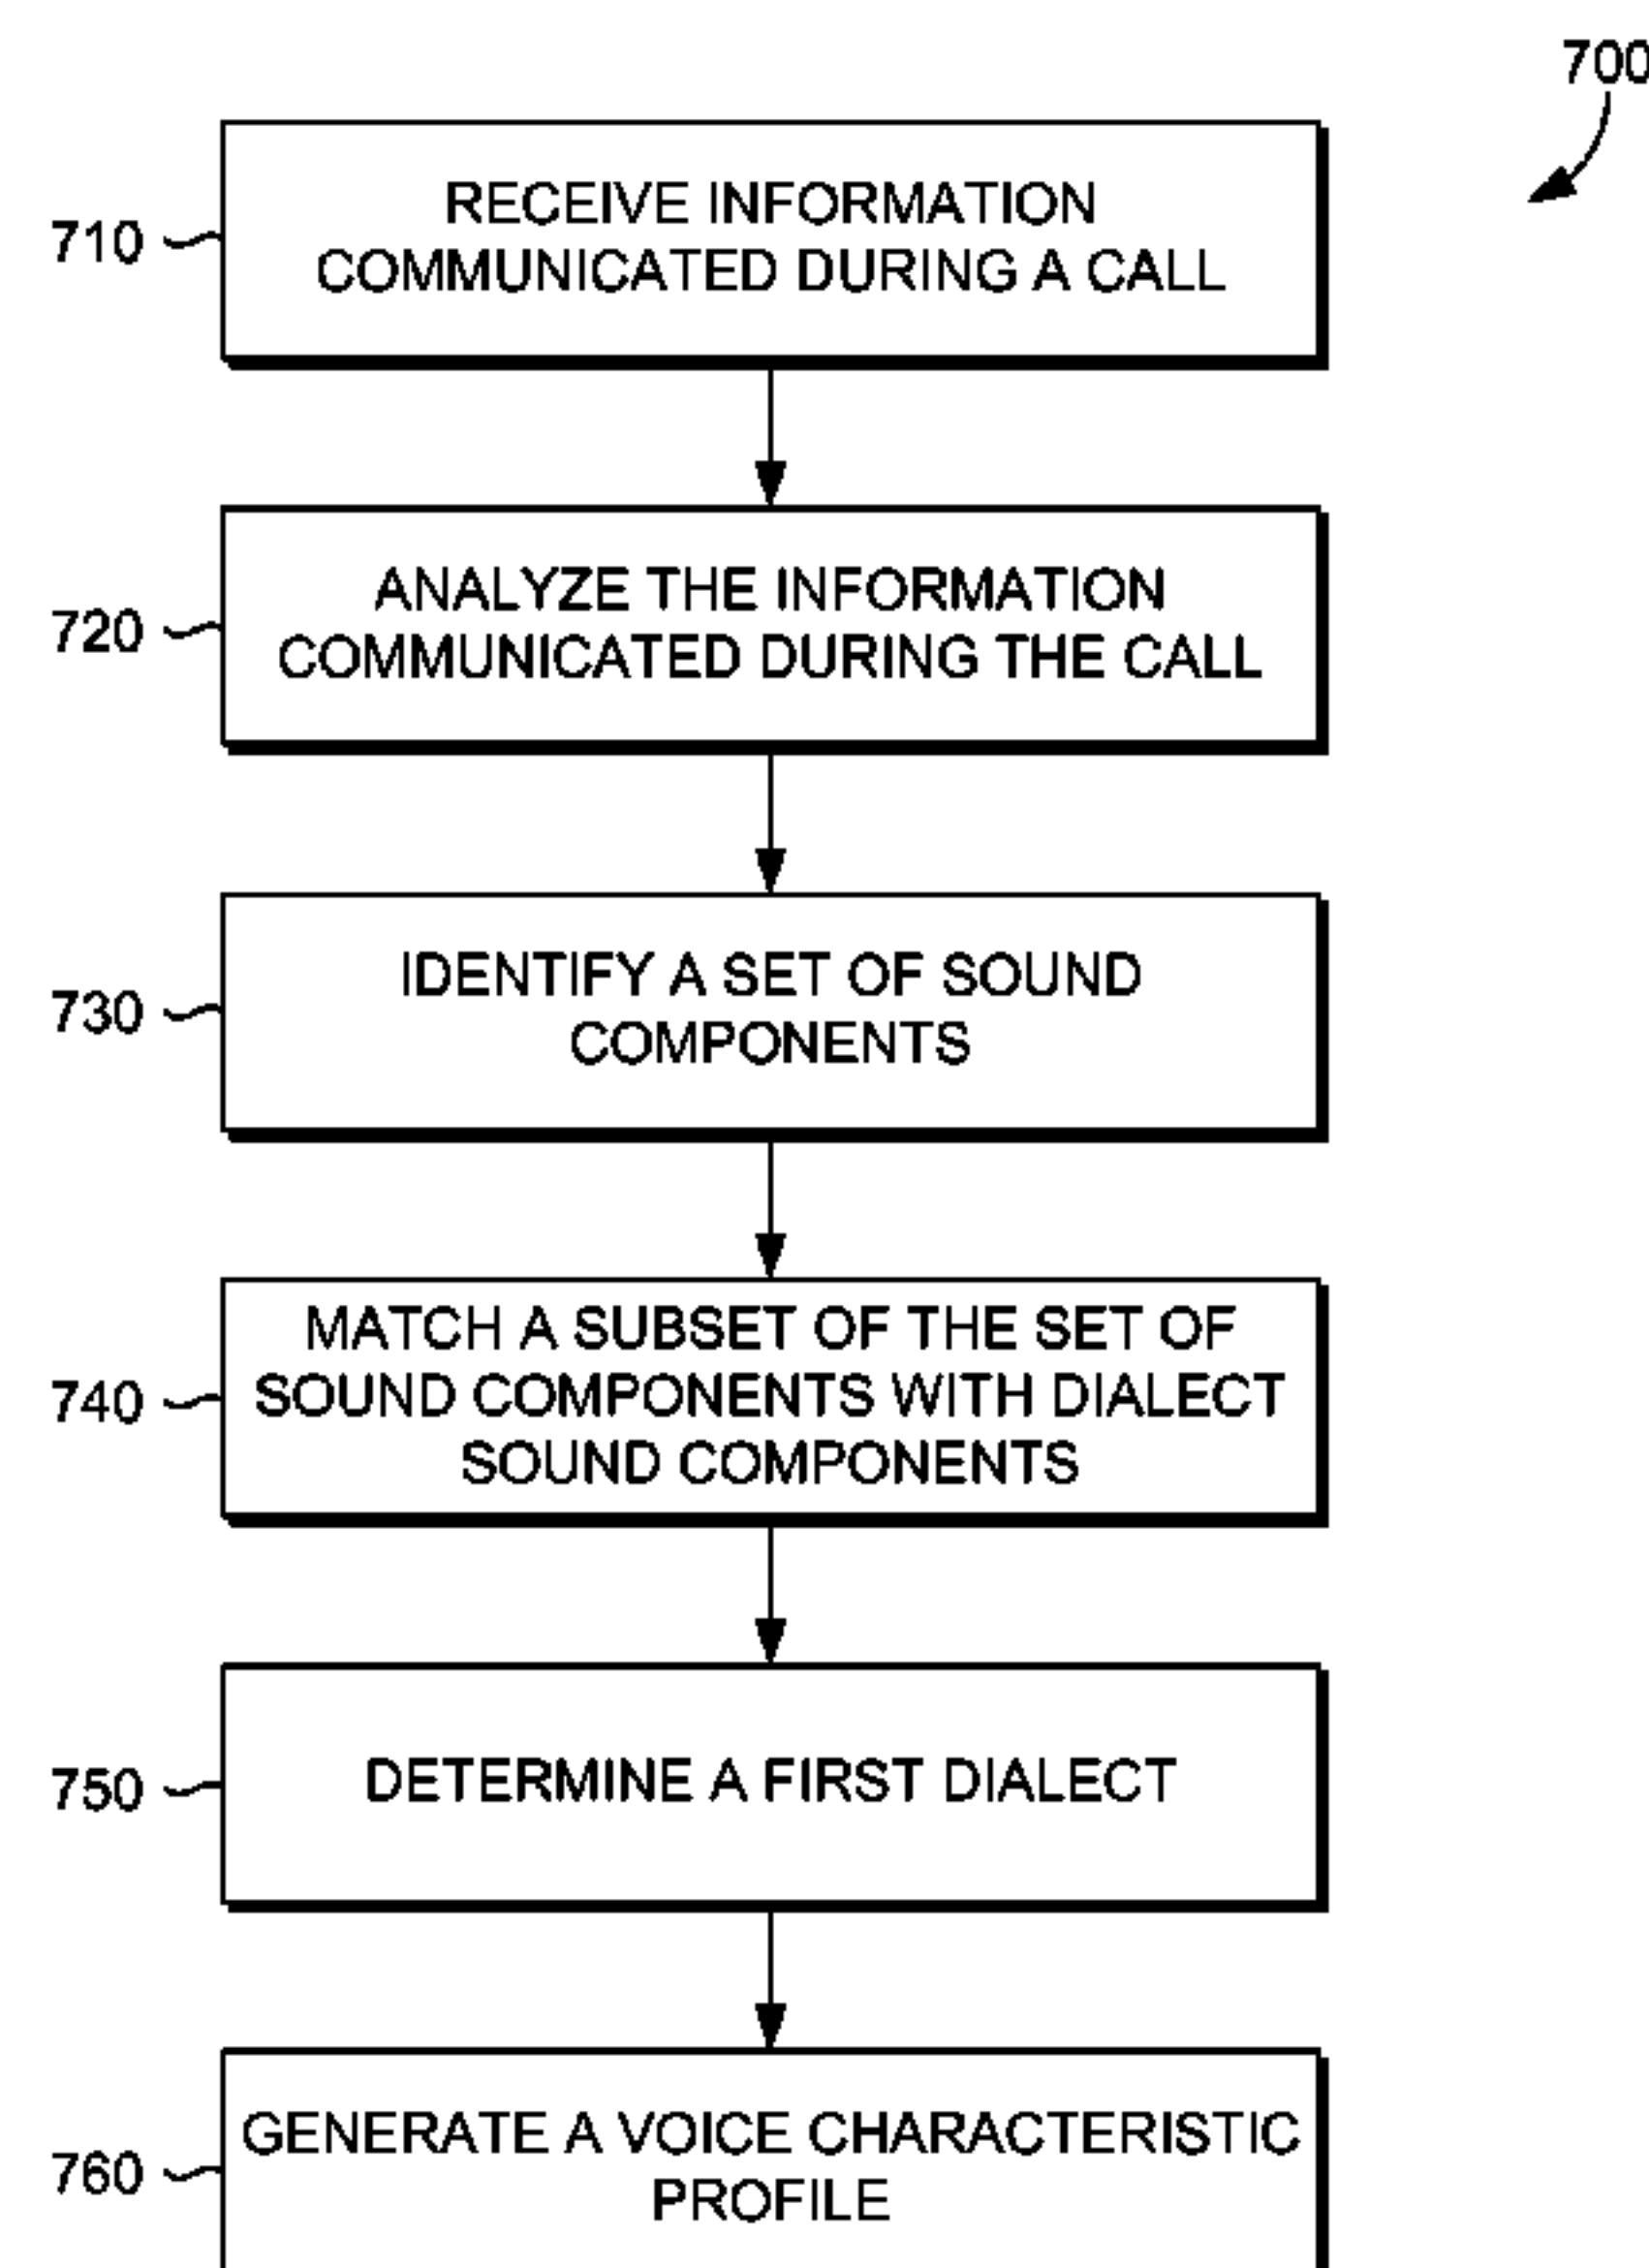 700
710
RECEIVE INFORMATION
COMMUNICATED DURING A CALL
720
ANALYZE THE INFORMATION
COMMUNICATED DURING THE CALL
730
IDENTIFY A SET OF SOUND
COMPONENTS
740
MATCH A SUBSET OF THE SET OF
SOUND COMPONENTS WITH DIALECT
SOUND COMPONENTS
750
DETERMINE A FIRST DIALECT
760
GENERATE A VOICE CHARACTERISTIC
PROFILE